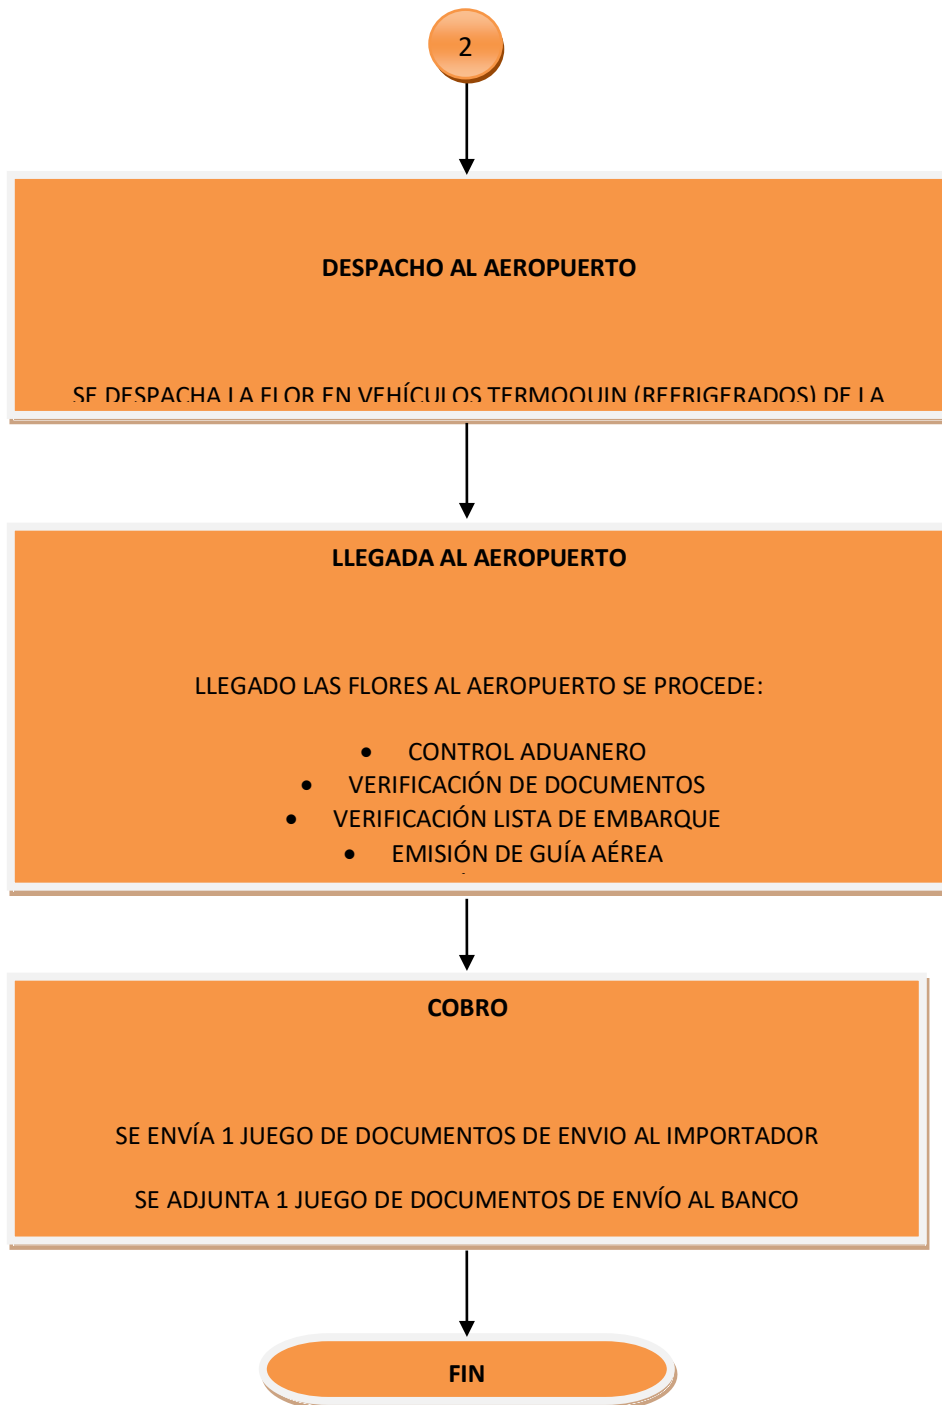 2
DESPACHO AL AEROPUERTO
SE DESPACHA LA FLOR EN VEHÍCULOS TERMOQUIN (REFRIGERADOS) DE LA
LLEGADA AL AEROPUERTO
LLEGADO LAS FLORES AL AEROPUERTO SE PROCEDE:
• CONTROL ADUANERO
• VERIFICACIÓN DE DOCUMENTOS
• VERIFICACIÓN LISTA DE EMBARQUE
• EMISIÓN DE GUÍA AÉREA
COBRO
SE ENVÍA 1 JUEGO DE DOCUMENTOS DE ENVIO AL IMPORTADOR
SE ADJUNTA 1 JUEGO DE DOCUMENTOS DE ENVÍO AL BANCO
FIN